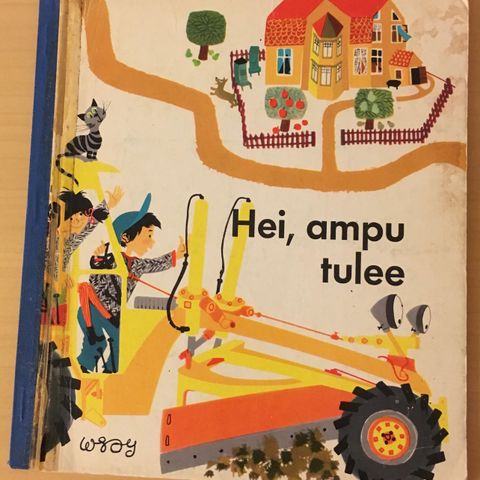 Hei, ampu
tulee
wsoy